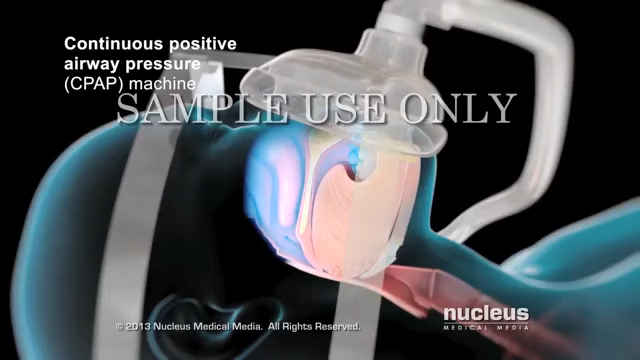 Continuous positive
airway pressure
(CPAP) machine
SAMPLE USE ONLY
© 2013 Nucleus Medical Media. All Rights Reserved.
nucleus
MEDICAL MEDIA